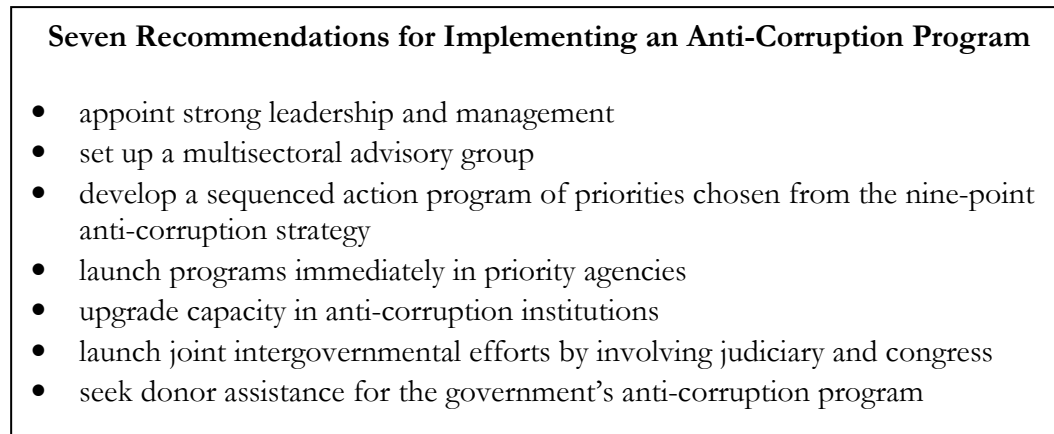 Seven Recommendations for Implementing an Anti-Corruption Program
• appoint strong leadership and management
• set up a multisectoral advisory group
• develop a sequenced action program of priorities chosen from the nine-point
anti-corruption strategy
• launch programs immediately in priority agencies
• upgrade capacity in anti-corruption institutions
• launch joint intergovernmental efforts by involving judiciary and congress
• seek donor assistance for the government’s anti-corruption program